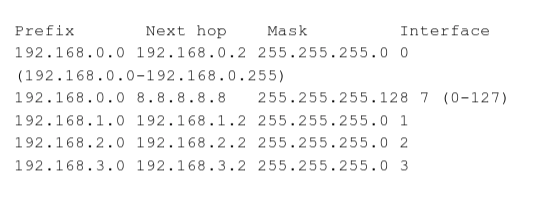 Prefix Next hop Mask Interface
192.168.0.0 192.168.0.2 255.255.255.0 0
(192.168.0.0-192.168.0.255)
192.168.0.0 8.8.8.8.8 255.255.255.128 7 (0-127)
192.168.1.0 192.168.1.2 255.255.255.0 1
192.168.2.0 192.168.2.2 255.255.255.0 2
192.168.3.0 192.168.3.2 255.255.255.0 3